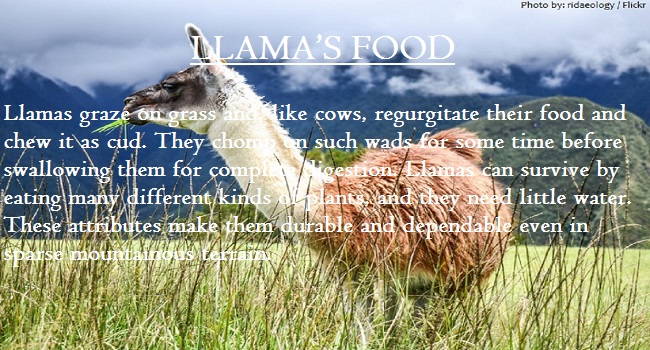 Photo by: ridaeology / Flickr
LLAMA'S FOOD
Llamas graze on grass and, like cows, regurgitate their food and
chew it as cud. They chomp on such wads for some time before
swallowing them for complete digestion. Llamas can survive by
eating many different kinds of plants, and they need little water.
These attributes make them durable and dependable even in
sparse mountainous terrain.